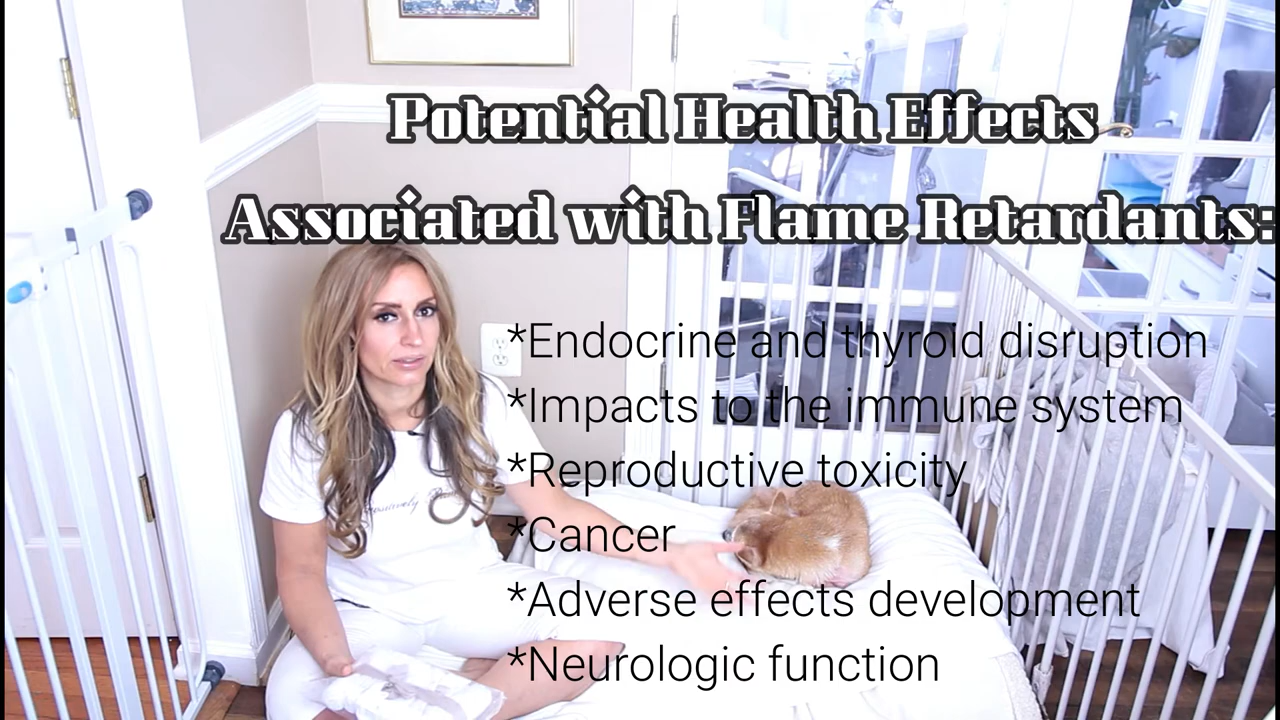 Potential Health Effects
Associated with Flame Retardants:
*Endocrine and thyroid disruption
*Impacts to the immune system
*Reproductive toxicity
*Cancer
*Adverse effects development
*Neurologic function